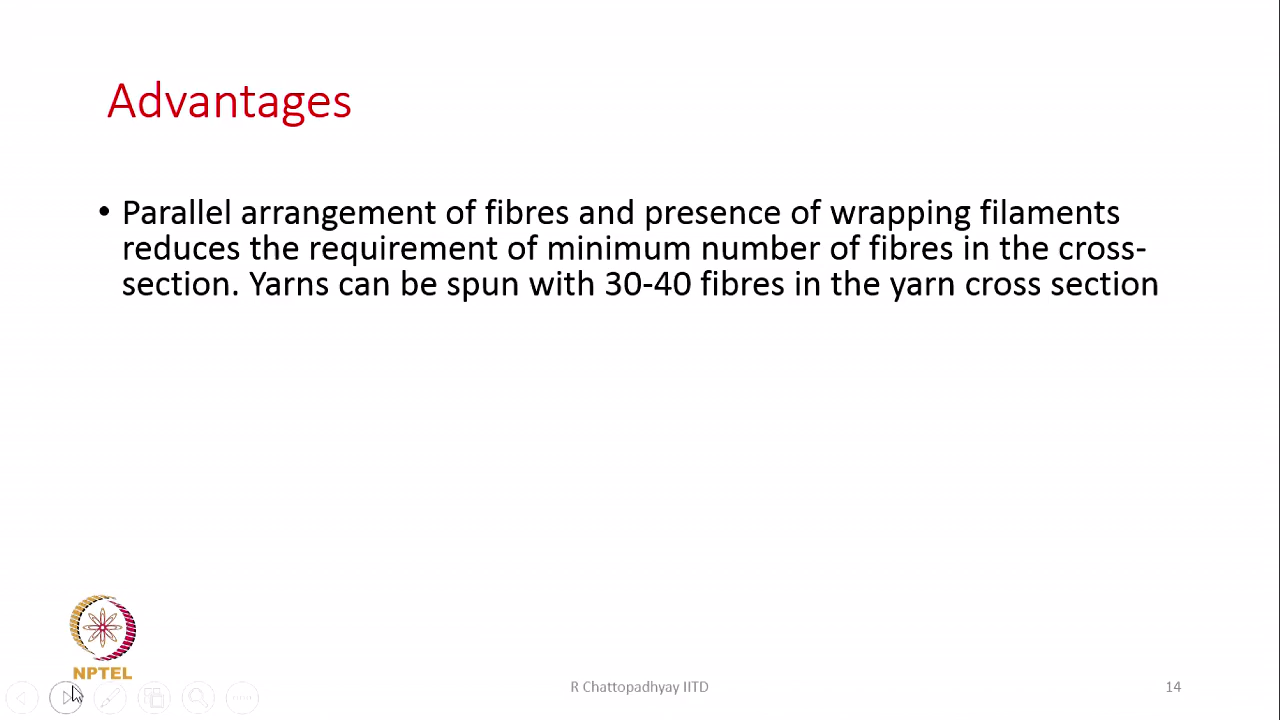 Advantages
• Parallel arrangement of fibres and presence of wrapping filaments
reduces the requirement of minimum number of fibres in the cross-
section. Yarns can be spun with 30-40 fibres in the yarn cross section
NPTEL
R Chattopadhyay IITD
14